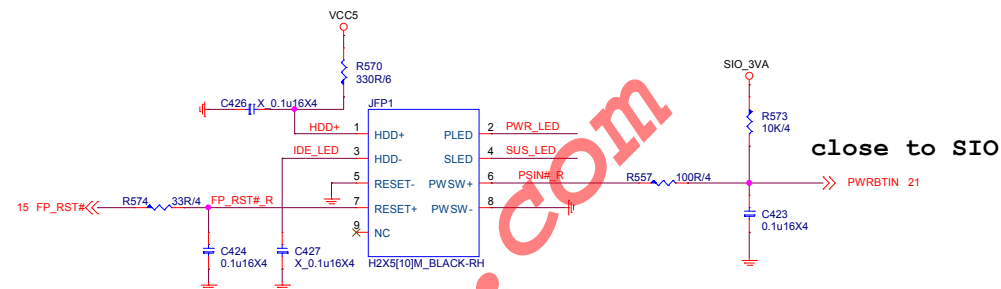 VCC5
R570
330R/6
SIO_3VA
C426
X_0.1u16X4
JFP1
R573
10K/4
HDD+
1
HDD+
PLED
2
PWR_LED
close to SIO
IDE_LED
3
HDD-
SLED
4
SUS_LED
5
RESET-
PWSW+
6
PSIN#_R
R557
100R/4
PWRBTIN 21
15 FP_RST#
R574
33R/4
FP_RST#_R
7
RESET+
PWSW-
8
9
NC
C423
0.1u16X4
C424
0.1u16X4
C427
X_0.1u16X4
H2X5[10]M_BLACK-RH
.com